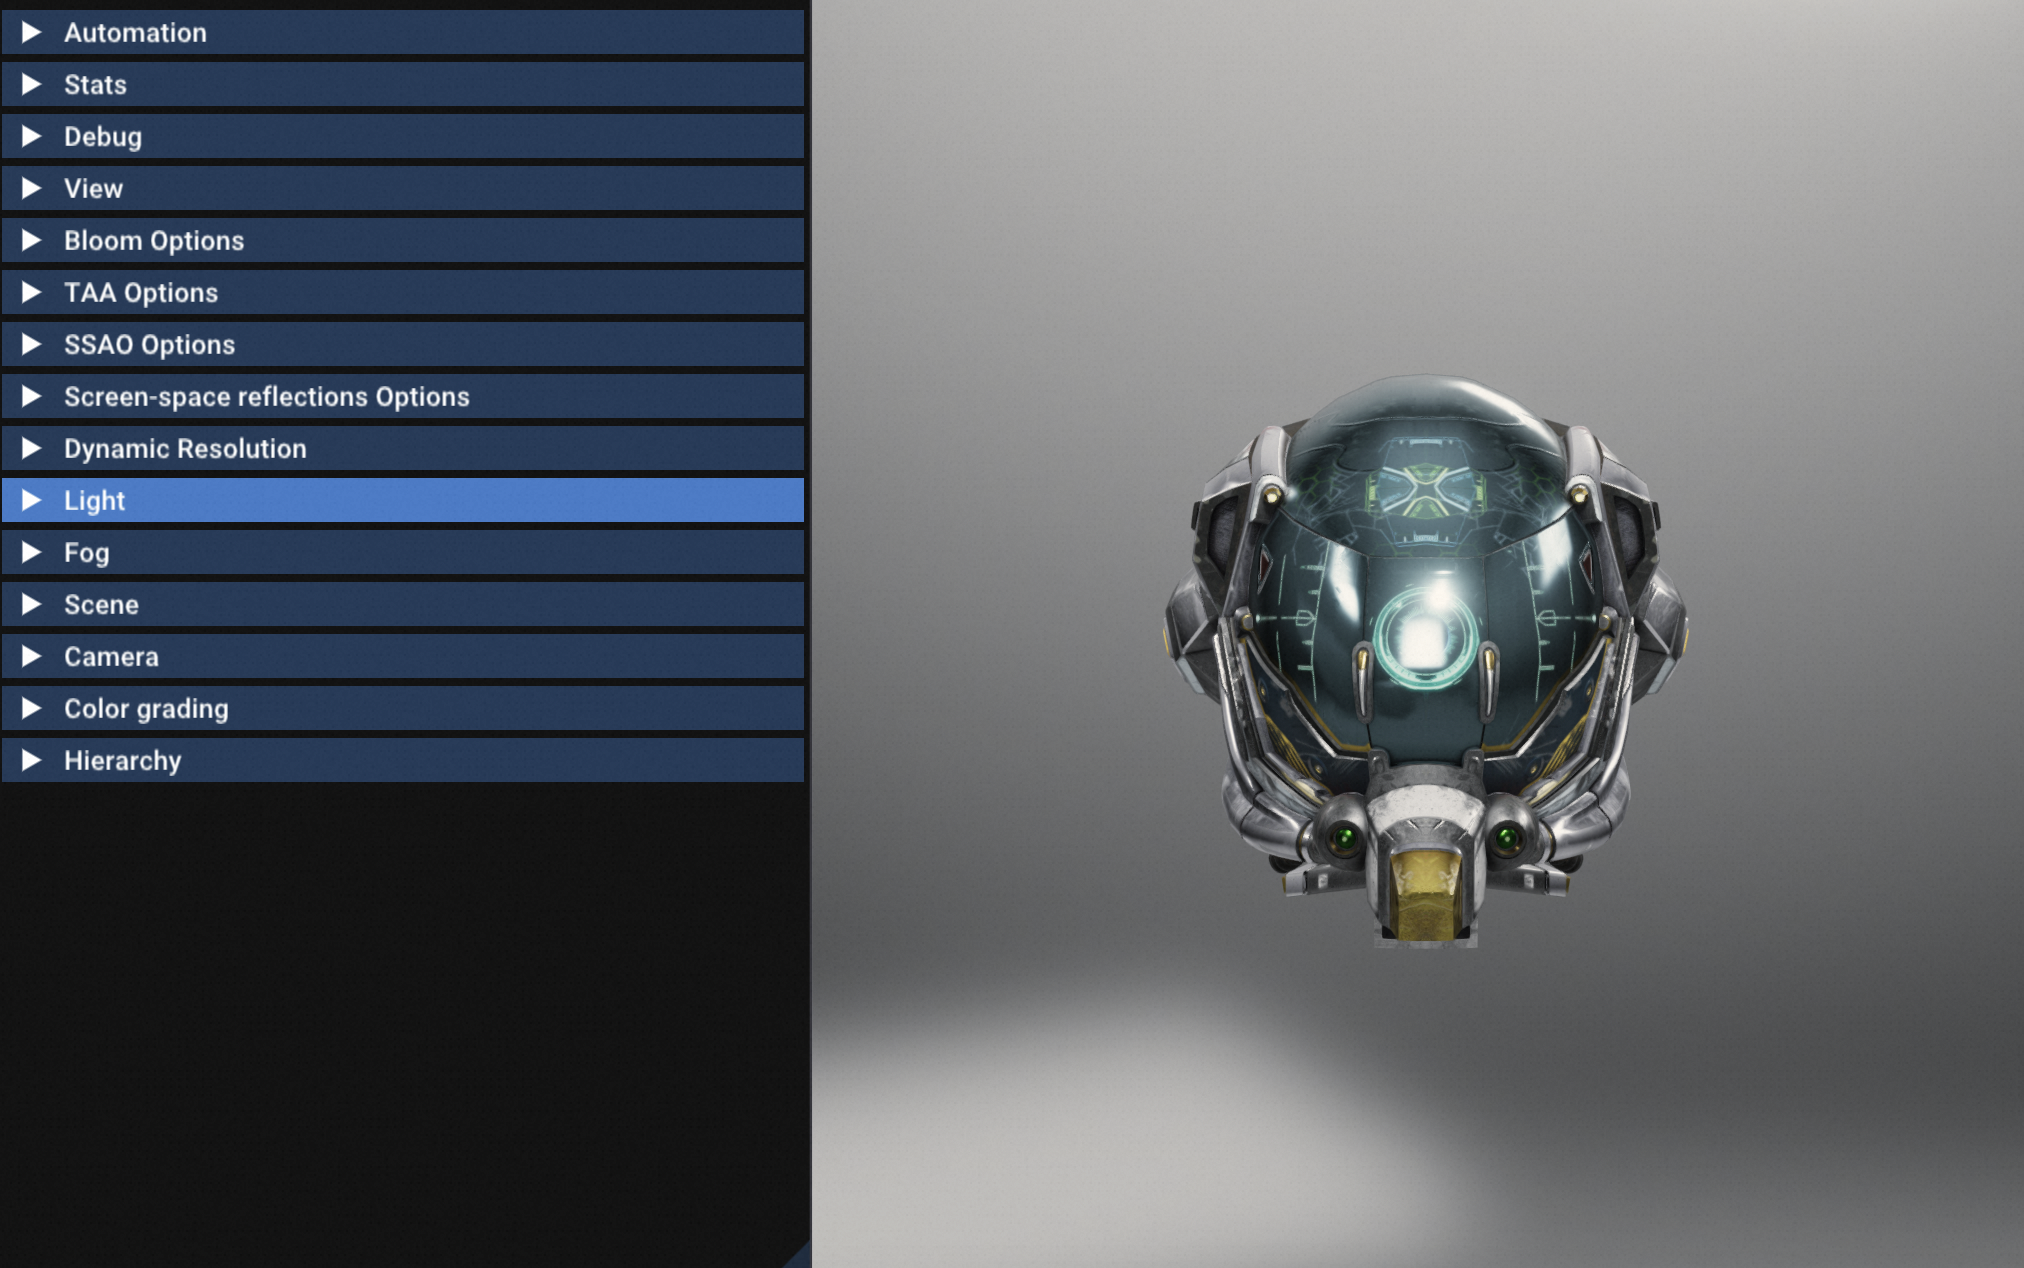 Automation
Stats
Debug
View
Bloom Options
TAA Options
SSAO Options
Screen-space reflections Options
Dynamic Resolution
Light
Fog
Scene
Camera
Color grading
Hierarchy